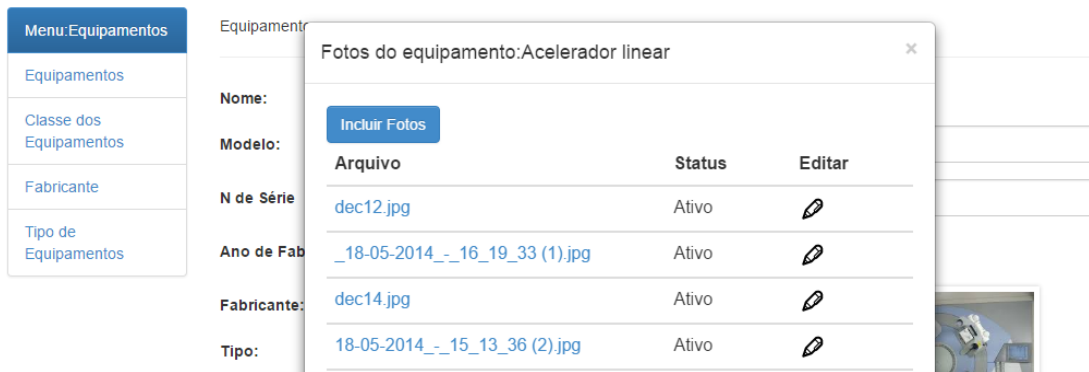 Menu:Equipamentos
Equipamentos
Classe dos
Equipamentos
Fabricante
Tipo de
Equipamentos
Nome:
Modelo:
N de Série
Fabricante:
Tipo:
Fotos do equipamento:Acelerador linear
×
Incluir Fotos
Arquivo Status Editar
dec12.jpg Ativo
_18-05-2014_-_16_19_33 (1).jpg Ativo
dec14.jpg Ativo
18-05-2014_-_15_13_36 (2).jpg Ativo